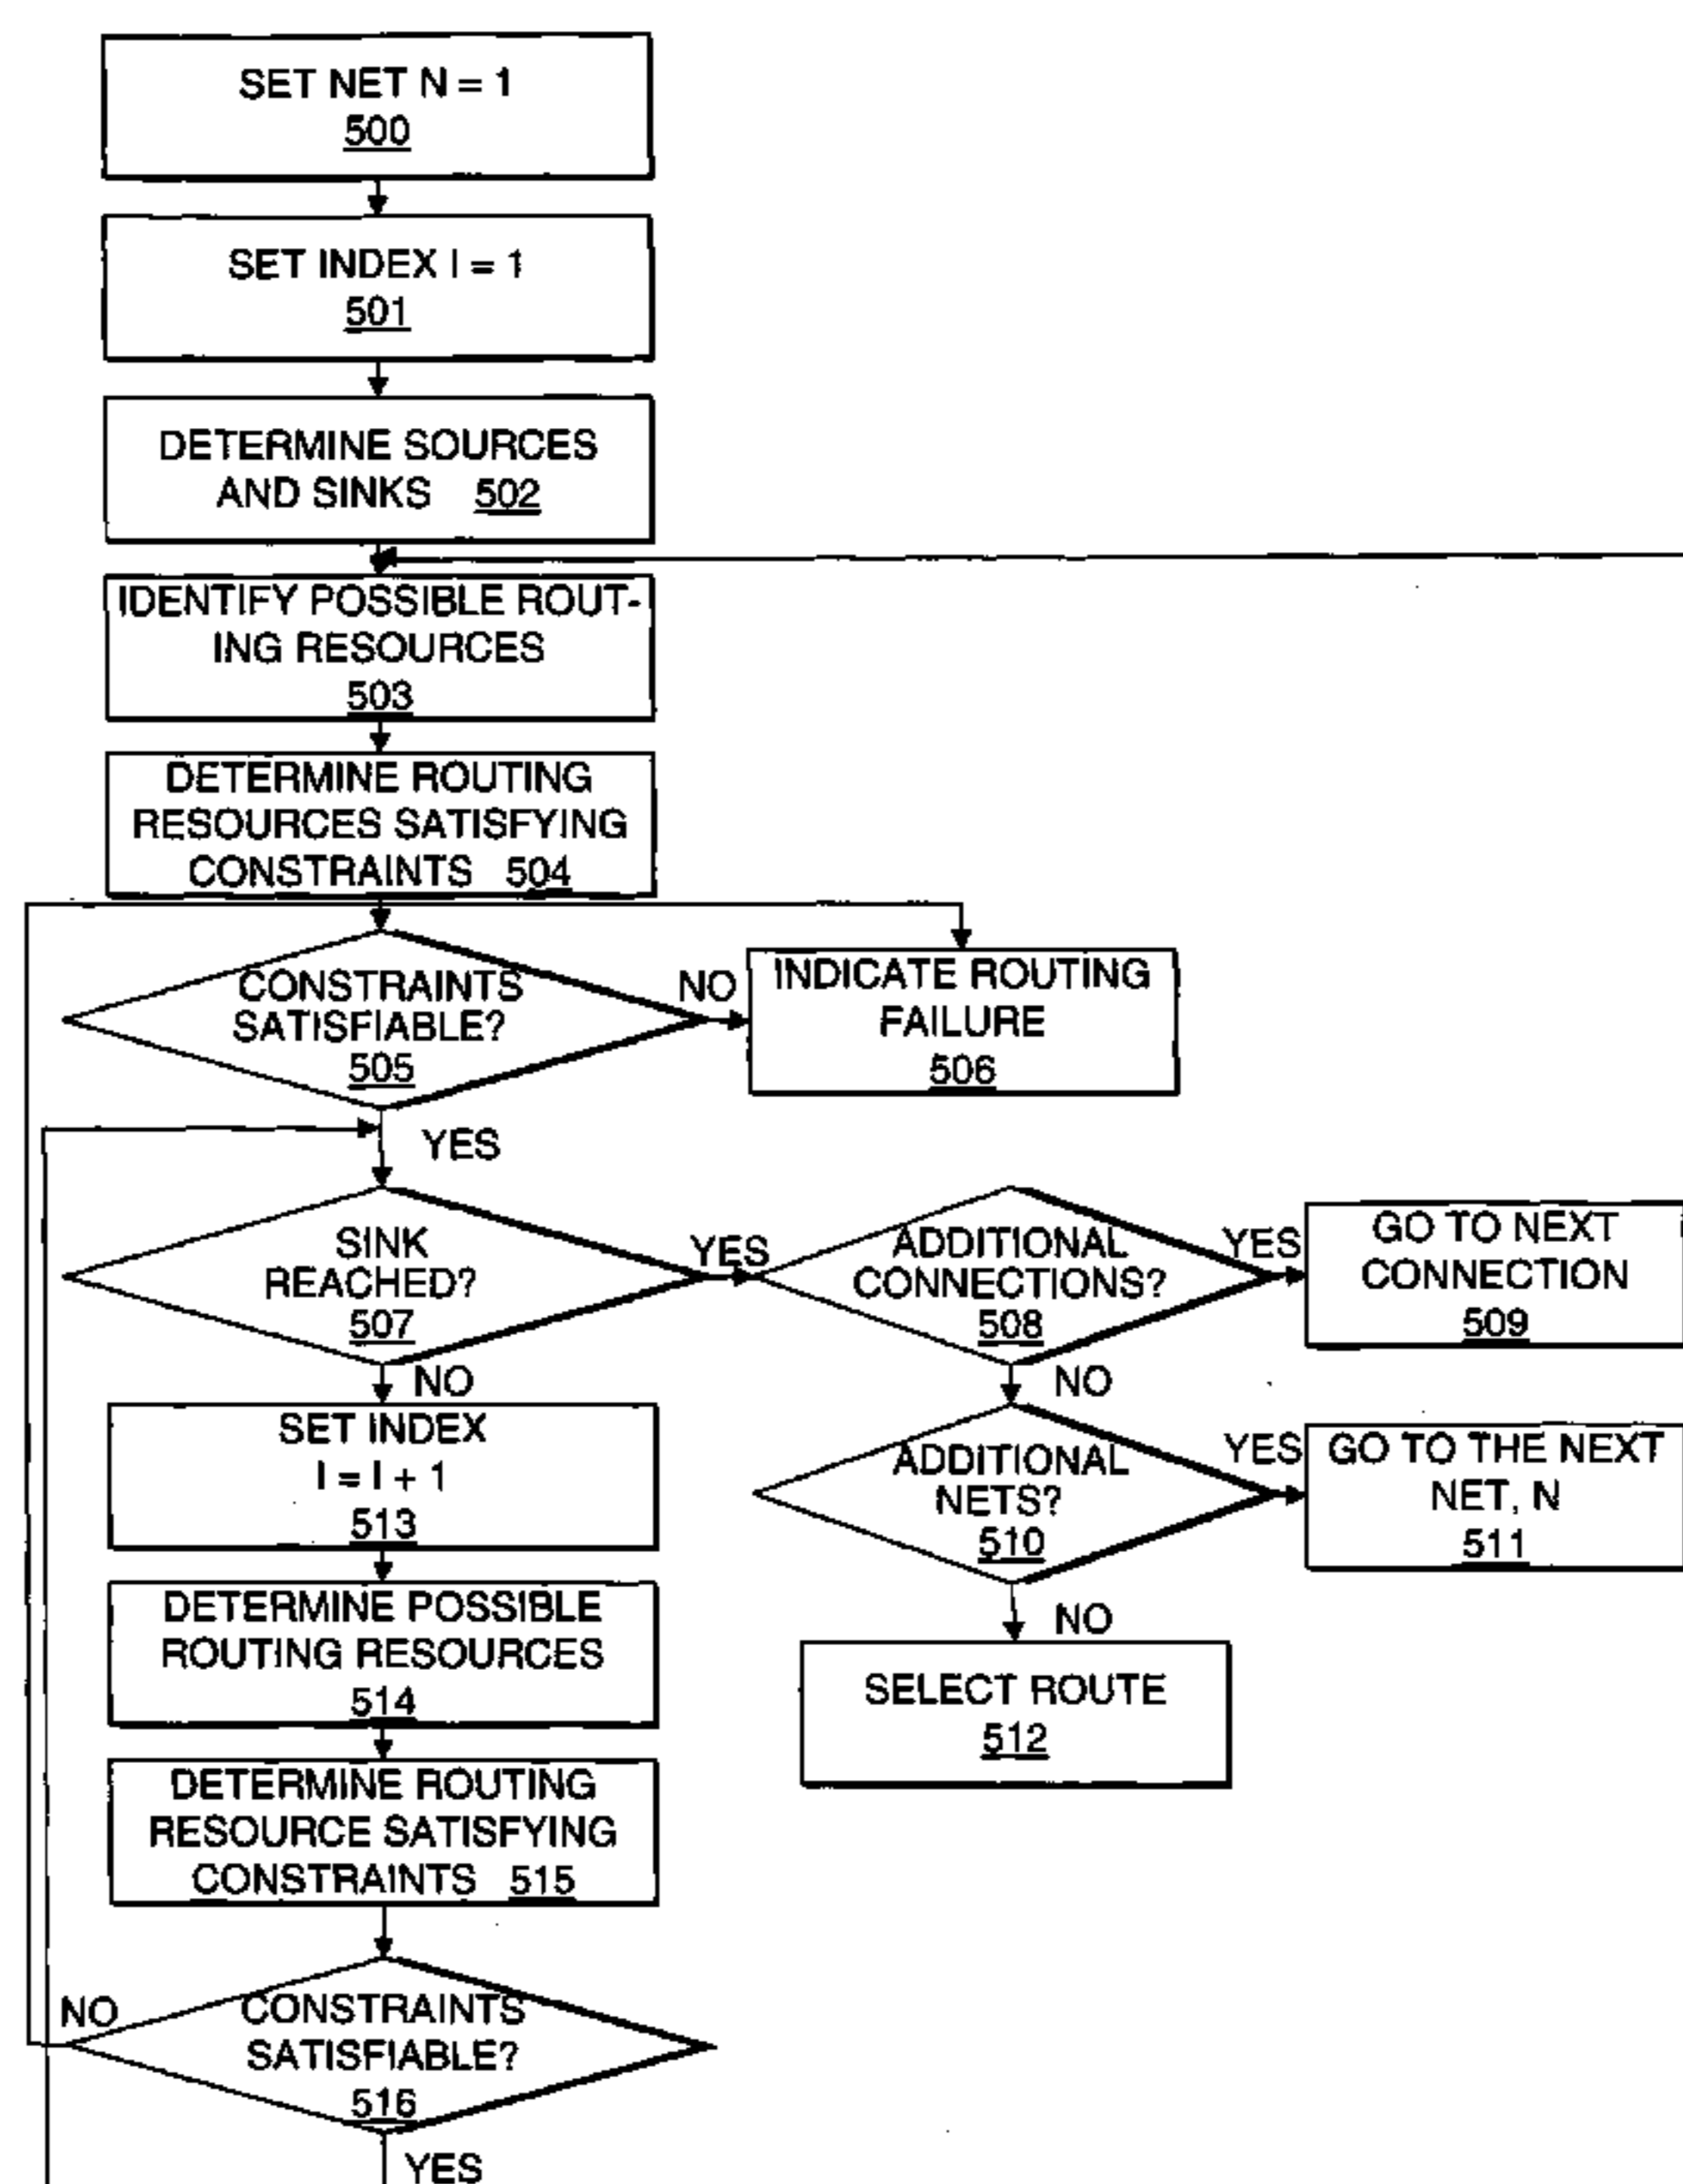 SET NET N = 1
500
SET INDEX I = 1
501
DETERMINE SOURCES
AND SINKS 502
IDENTIFY POSSIBLE ROUT-
ING RESOURCES
503
DETERMINE ROUTING
RESOURCES SATISFYING
CONSTRAINTS 504
CONSTRAINTS
SATISFIABLE?
505
NO
INDICATE ROUTING
FAILURE
506
YES
SINK
REACHED?
507
YES
ADDITIONAL
CONNECTIONS?
508
YES
GO TO NEXT
CONNECTION
509
NO
NO
SET INDEX
I = I + 1
513
ADDITIONAL
NETS?
510
YES
GO TO THE NEXT
NET, N
511
NO
SELECT ROUTE
512
DETERMINE POSSIBLE
ROUTING RESOURCES
514
DETERMINE ROUTING
RESOURCE SATISFYING
CONSTRAINTS 515
NO
CONSTRAINTS
SATISFIABLE?
516
YES